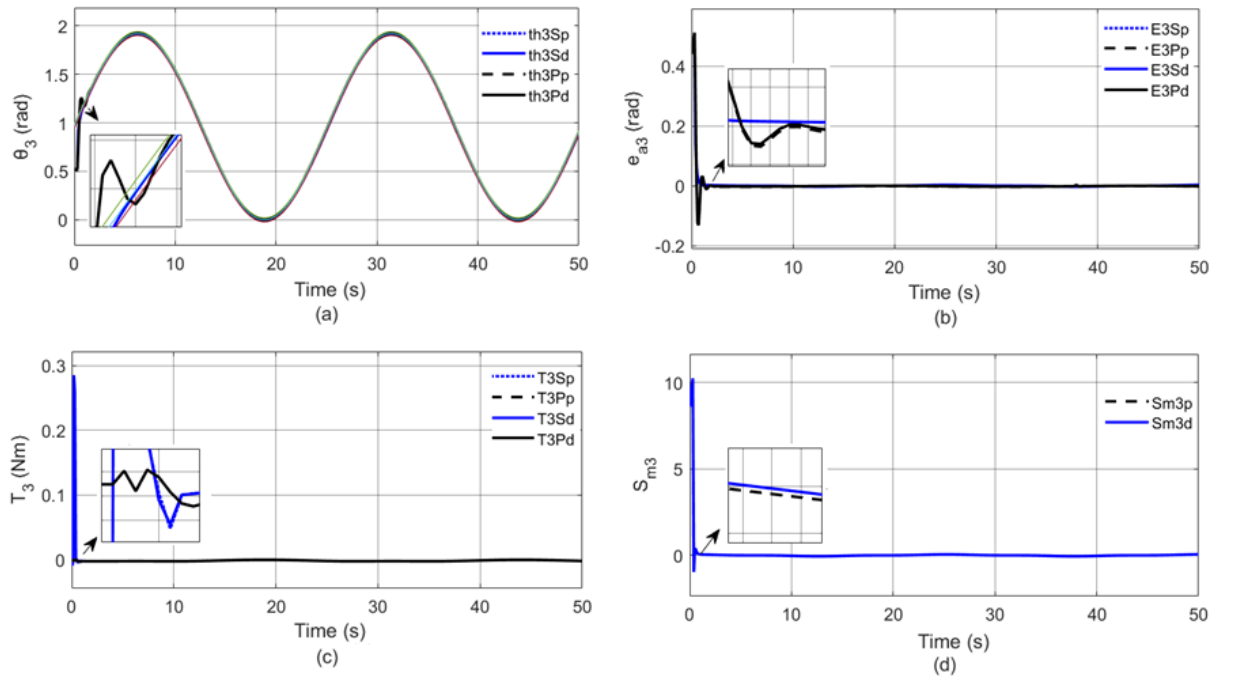 2
1.5
1
0.5
0
θ3 (rad)
th3Sp
th3Sd
th3Pp
th3Pd
0 10 20 30 40 50
Time (s)
(a)
0.4
0.2
0
-0.2
ea3 (rad)
E3Sp
E3Pp
E3Sd
E3Pd
0 10 20 30 40 50
Time (s)
(b)
0.3
0.2
0.1
0
T3 (Nm)
T3Sp
T3Pp
T3Sd
T3Pd
0 10 20 30 40 50
Time (s)
(c)
10
5
0
Sm3
Sm3p
Sm3d
0 10 20 30 40 50
Time (s)
(d)